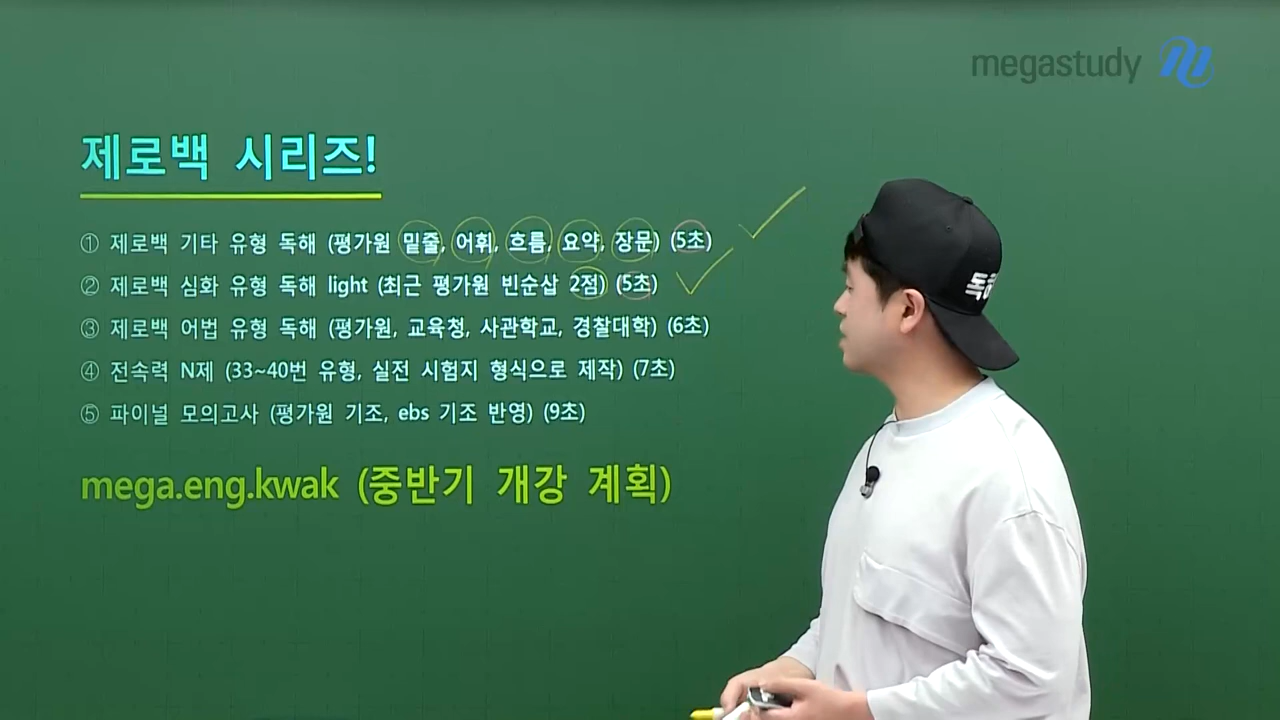 megastudy
제로백 시리즈!
① 제로백 기타 유형 독해 (평가원 밑줄, 어휘, 흐름, 요약, 장문) (5초)
② 제로백 심화 유형 독해 light (최근 평가원 빈순삽 2점) (5초)
③ 제로백 어법 유형 독해 (평가원, 교육청, 사관학교, 경찰대학) (6초)
④ 전속력 N제 (33~40번 유형, 실전 시험지 형식으로 제작) (7초)
⑤ 파이널 모의고사 (평가원 기조, ebs 기조 반영) (9초)
mega.eng.kwak (중반기 개강 계획)